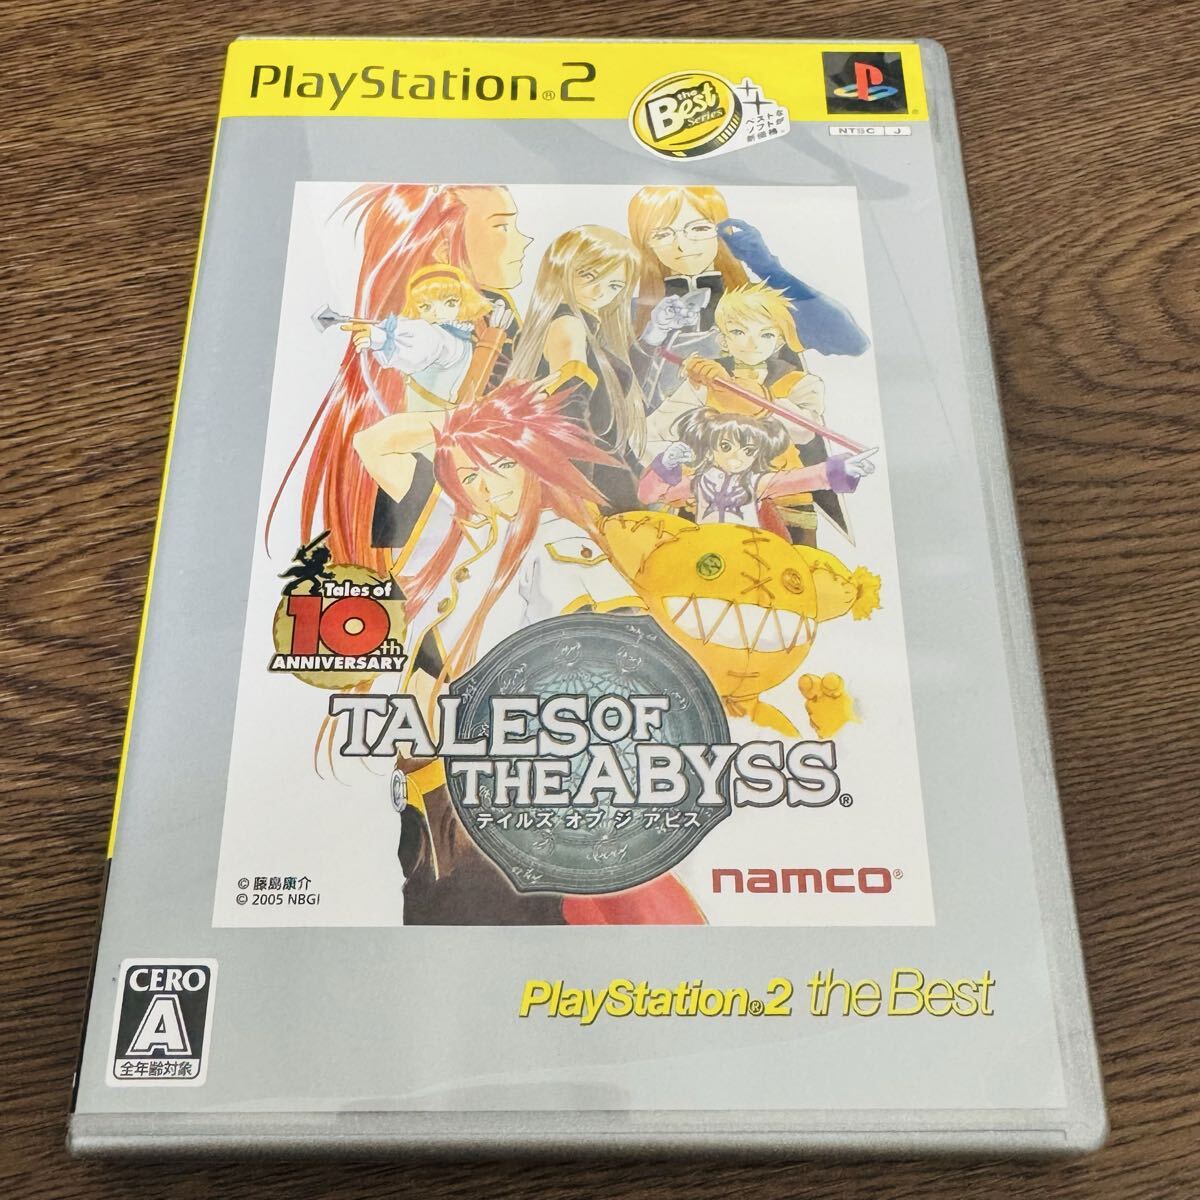 PlayStation®2
the
Best
Series
ベストな
ソフトが
新価格
NTSC J
Tales of
10th
ANNIVERSARY
TALES OF
THE ABYSS®
テイルズ オブ ジ アビス
© 藤島康介
© 2005 NBGI
namco®
CERO
A
全年齢対象
PlayStation®2 the Best